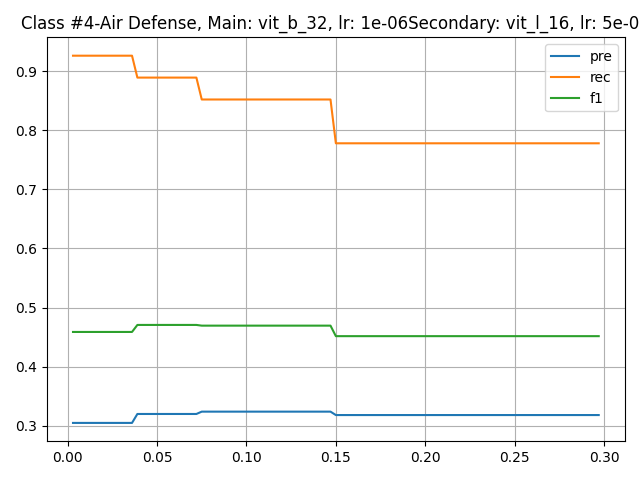 Class #4-Air Defense, Main: vit_b_32, lr: 1e-06Secondary: vit_l_16, lr: 5e-0
pre
rec
f1
0.9
0.8
0.7
0.6
0.5
0.4
0.3
0.00 0.05 0.10 0.15 0.20 0.25 0.30